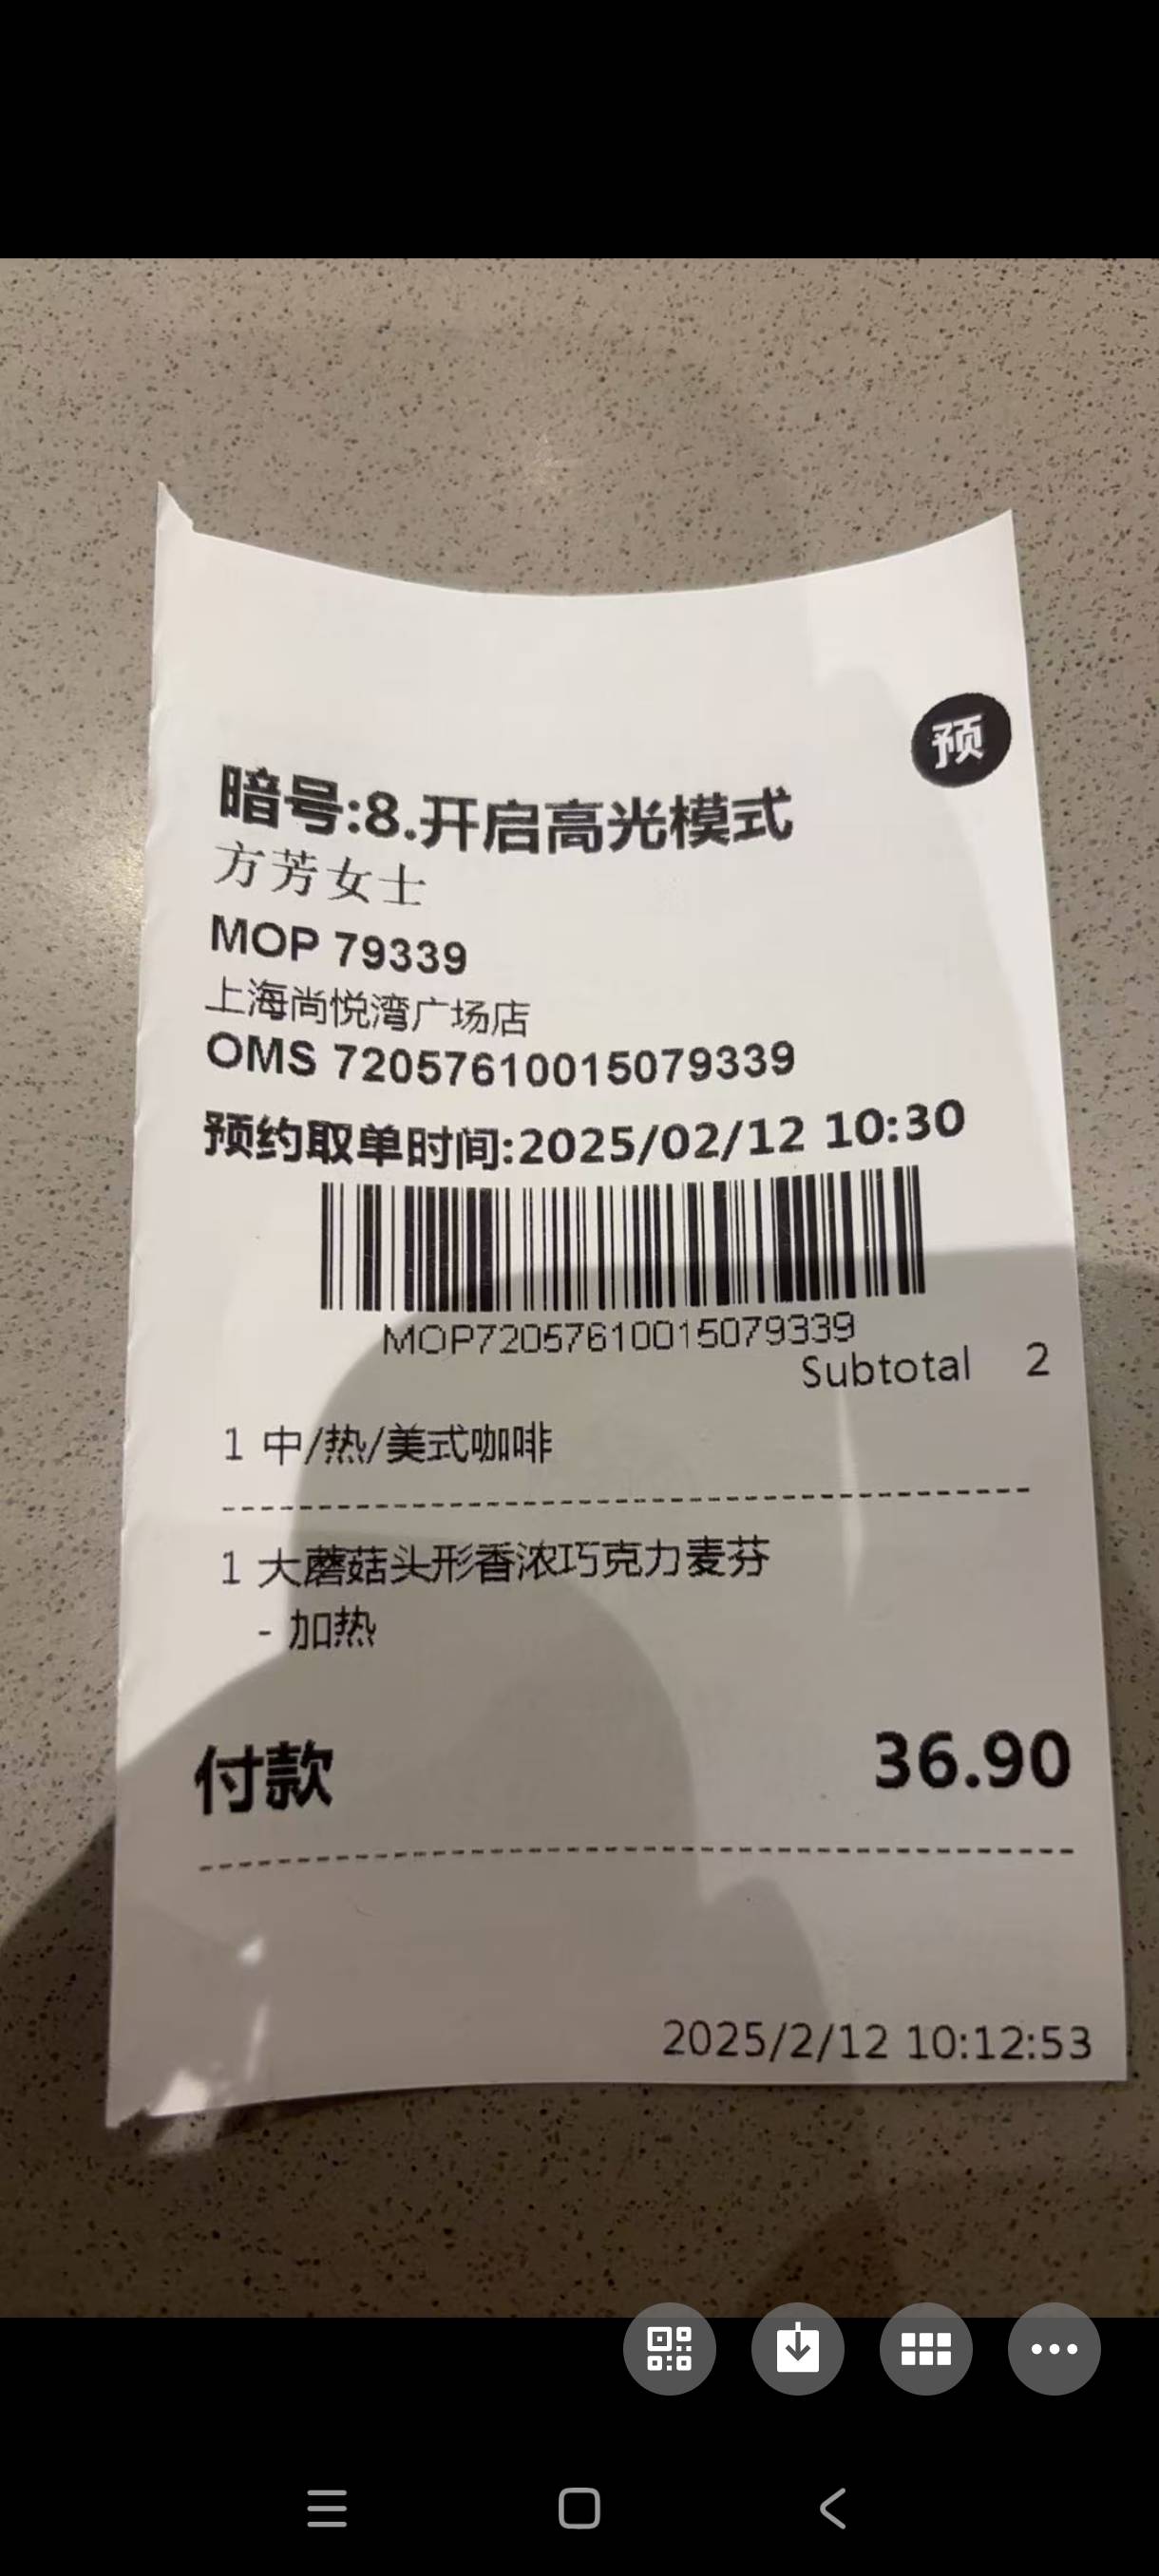 预
暗号:8.开启高光模式
方芳女士
MOP 79339
上海尚悦湾广场店
OMS 72057610015079339
预约取单时间:2025/02/12 10:30
MOP72057610015079339
Subtotal 2
1 中/热/美式咖啡
1 大蘑菇头形香浓巧克力麦芬
- 加热
付款 36.90
2025/2/12 10:12:53